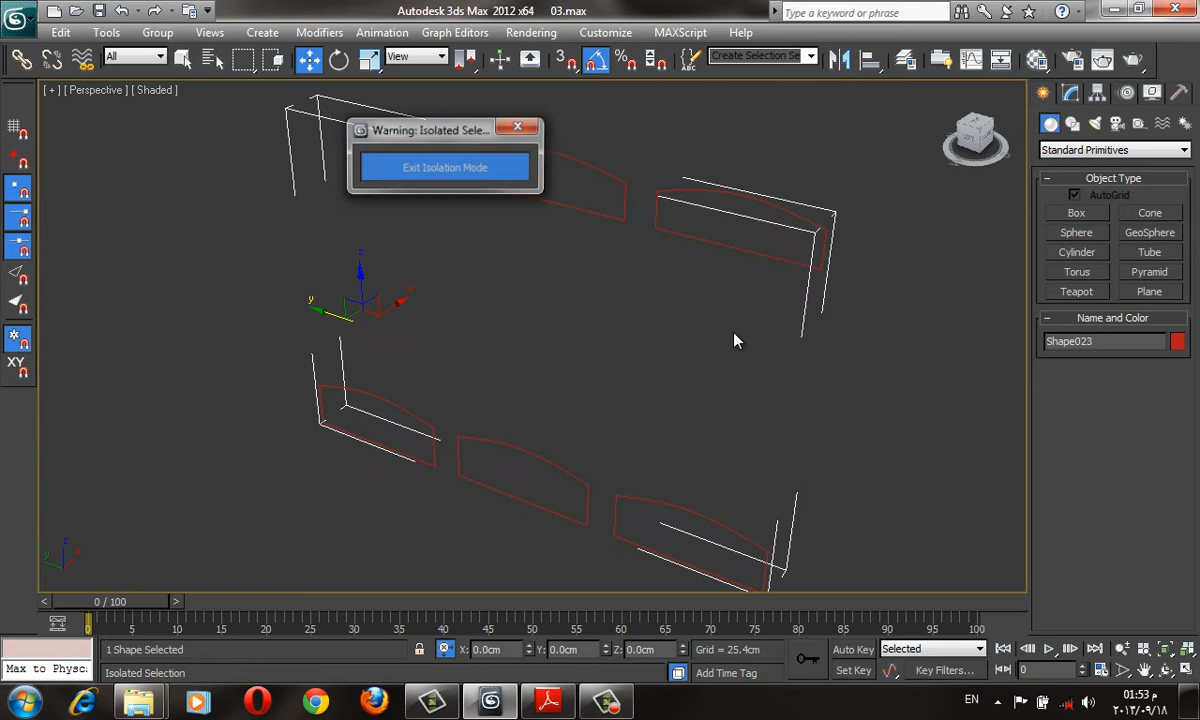 Autodesk 3ds Max 2012 x64 03.max
Type a keyword or phrase
Edit Tools Group Views Create Modifiers Animation Graph Editors Rendering Customize MAXScript Help
All
View
3
Create Selection Se
[ + ] [ Perspective ] [ Shaded ]
Warning: Isolated Sele...
Exit Isolation Mode
Standard Primitives
Object Type
AutoGrid
Box Cone
Sphere GeoSphere
Cylinder Tube
Torus Pyramid
Teapot Plane
Name and Color
Shape023
XY
z
y
x
z
y
0 / 100
0 5 10 15 20 25 30 35 40 45 50 55 60 65 70 75 80 85 90 95 100
1 Shape Selected X: 0.0cm Y: 0.0cm Z: 0.0cm Grid = 25.4cm Auto Key Selected
Max to Physc Isolated Selection Add Time Tag Set Key Key Filters... 0
EN
01:53 م
٢٠١٣/٠٩/١٨